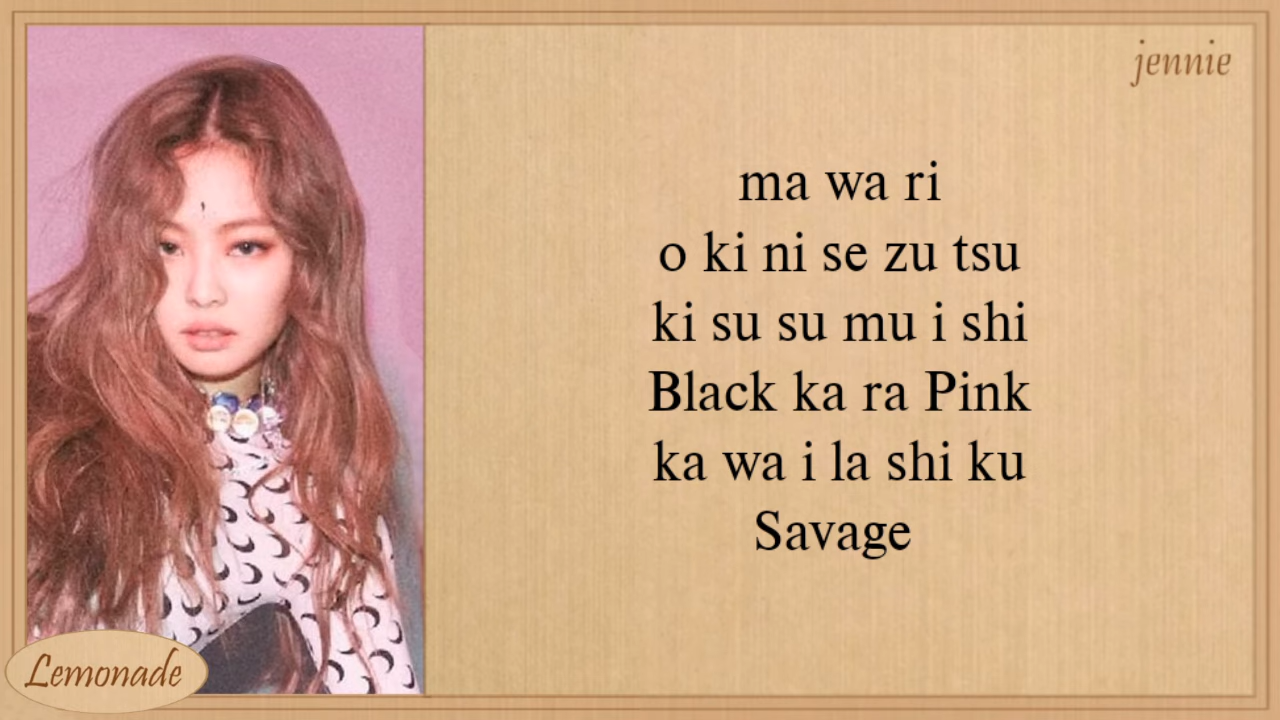 jennie
ma wa ri
o ki ni se zu tsu
ki su su mu i shi
Black ka ra Pink
ka wa i la shi ku
Savage
Lemonade